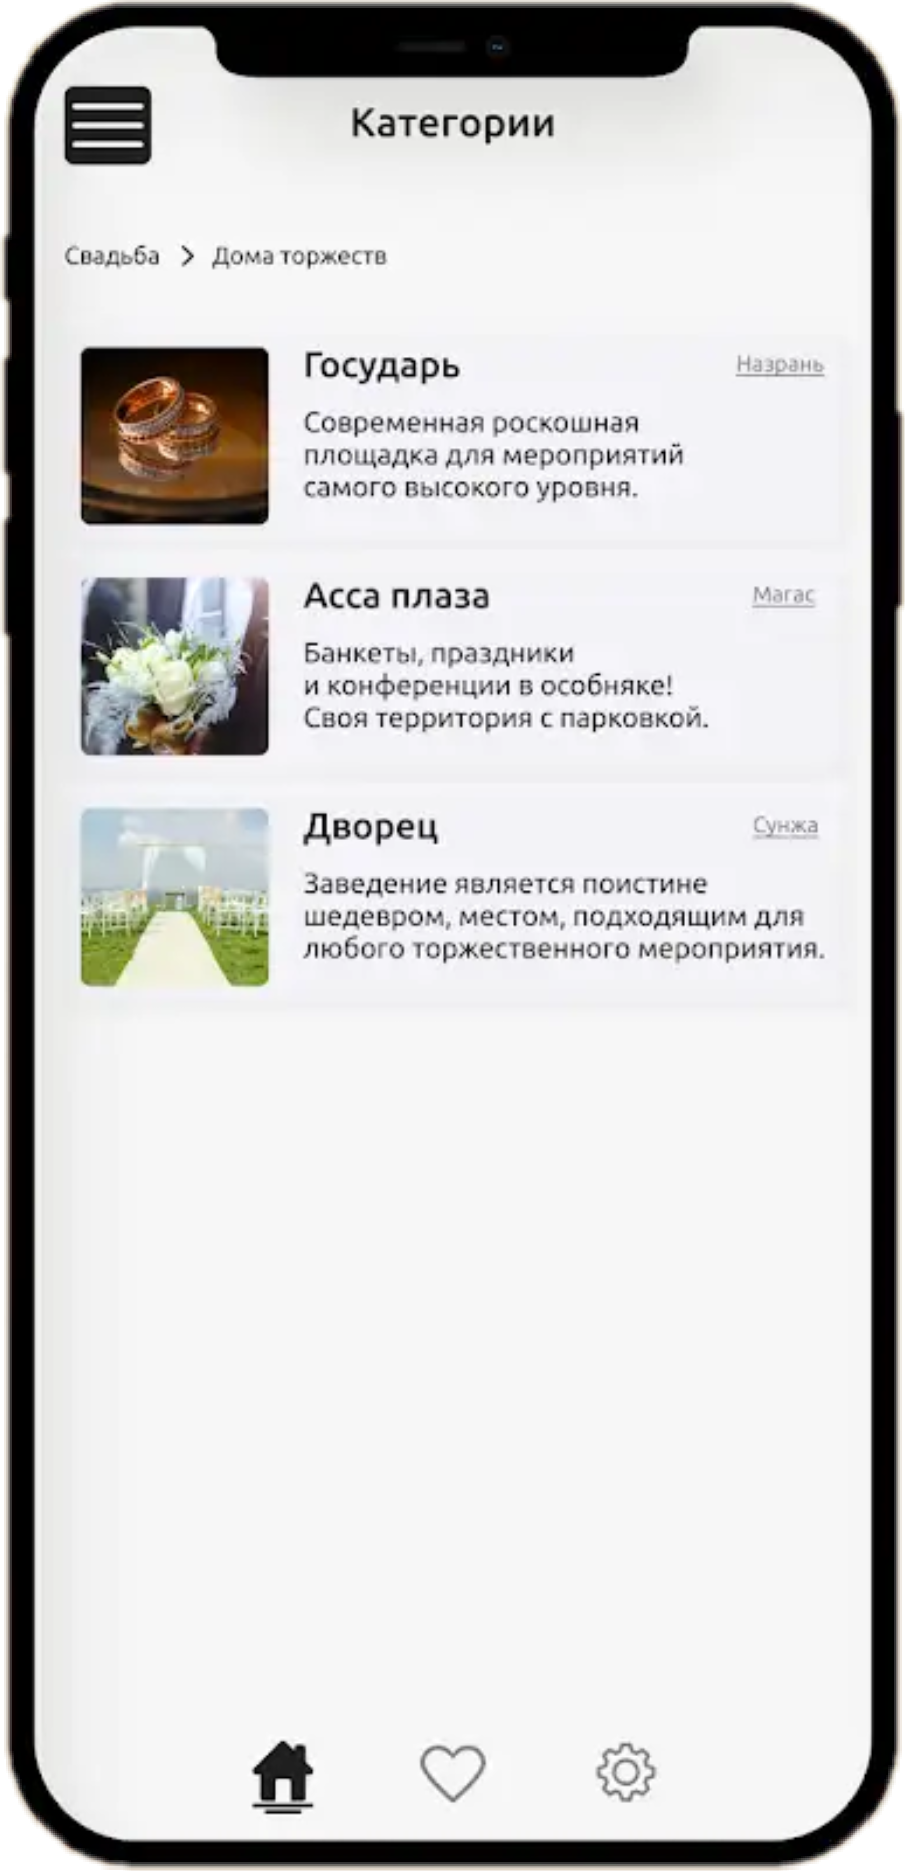 Категории
Свадьба > Дома торжеств
Государь
Назрань
Современная роскошная
площадка для мероприятий
самого высокого уровня.
Асса плаза
Магас
Банкеты, праздники
и конференции в особняке!
Своя территория с парковкой.
Дворец
Сунжа
Заведение является поистине
шедевром, местом, подходящим для
любого торжественного мероприятия.